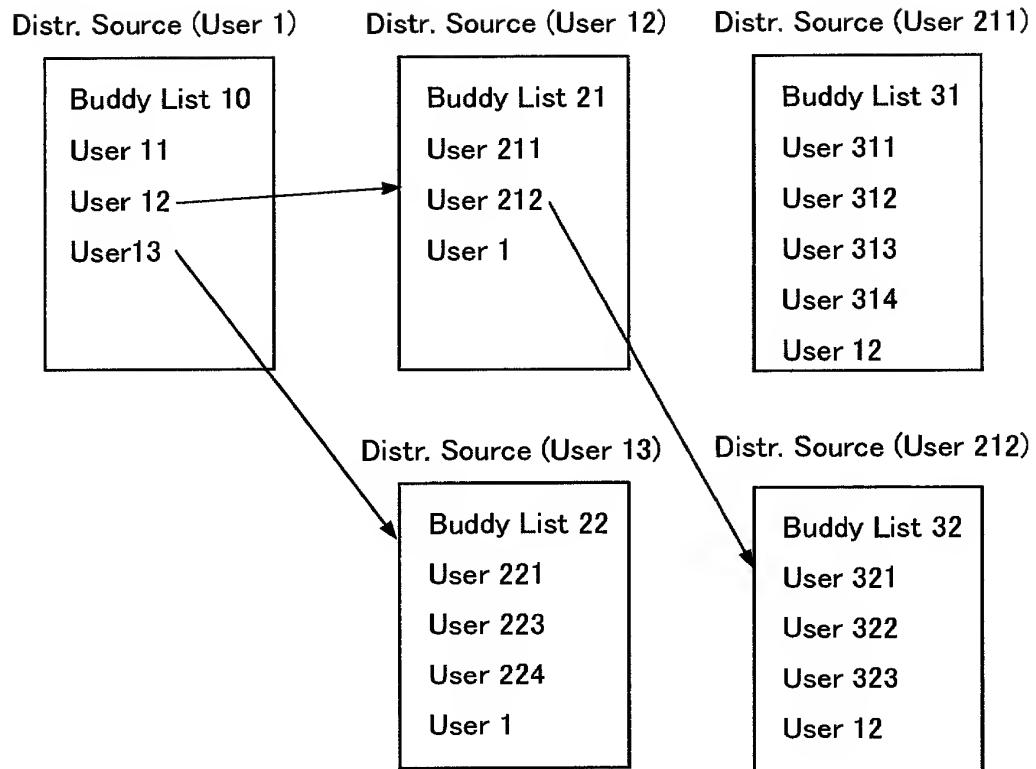 Distr. Source (User 1)
Buddy List 10
User 11
User 12
User13
Distr. Source (User 12)
Buddy List 21
User 211
User 212
User 1
Distr. Source (User 211)
Buddy List 31
User 311
User 312
User 313
User 314
User 12
Distr. Source (User 13)
Buddy List 22
User 221
User 223
User 224
User 1
Distr. Source (User 212)
Buddy List 32
User 321
User 322
User 323
User 12